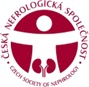 ČESKÁ NEFROLOGICKÁ SPOLEČNOST
CZECH SOCIETY OF NEPHROLOGY